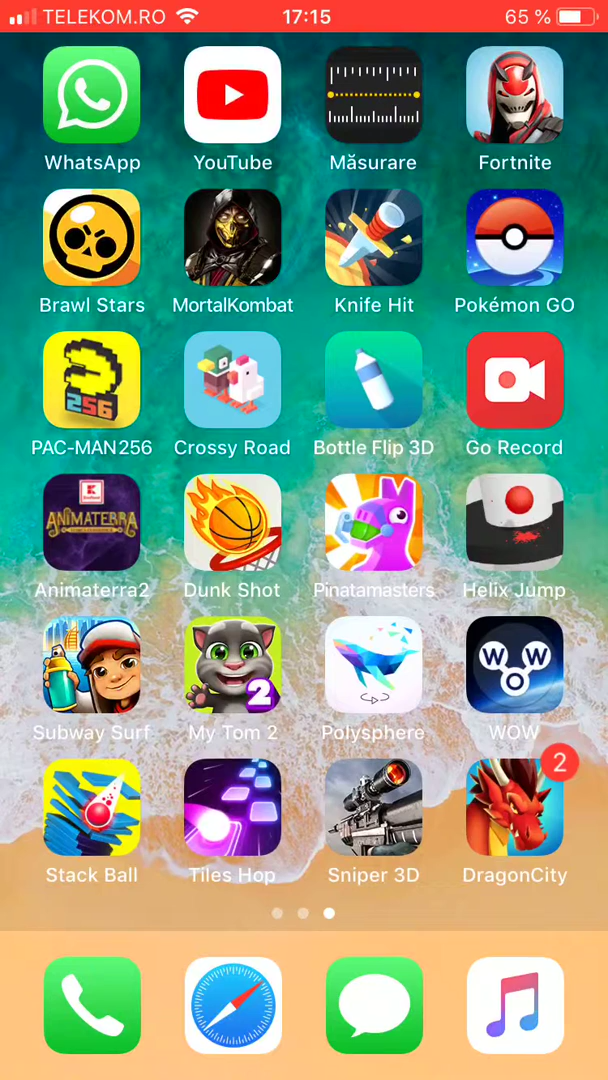 TELEKOM.RO 17:15 65 %
WhatsApp YouTube Măsurare Fortnite
Brawl Stars MortalKombat Knife Hit Pokémon GO
256
PAC-MAN256 Crossy Road Bottle Flip 3D Go Record
K
ANIMATERRA
Animaterra2 Dunk Shot Pinatamasters Helix Jump
2
W W
O
Subway Surf My Tom 2 Polysphere WOW
2
Stack Ball Tiles Hop Sniper 3D DragonCity